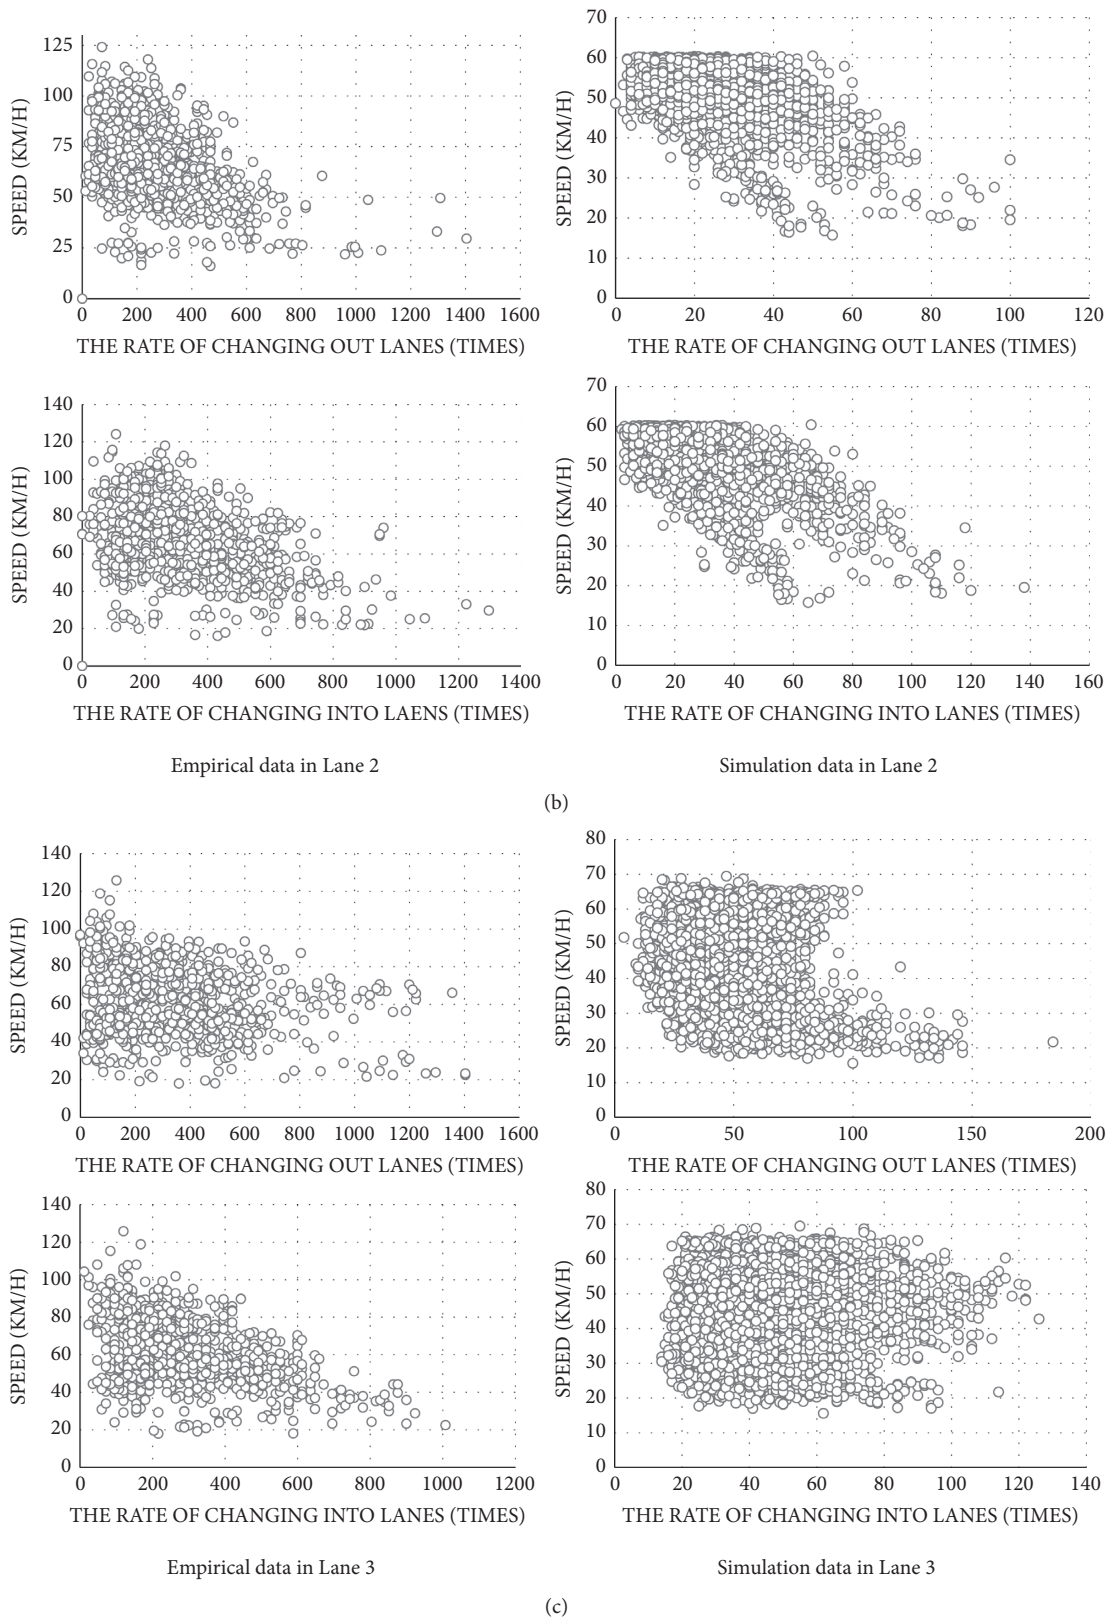 125
100
75
50
25
0
SPEED (KM/H)
0 200 400 600 800 1000 1200 1400 1600
THE RATE OF CHANGING OUT LANES (TIMES)
70
60
50
40
30
20
10
0
SPEED (KM/H)
0 20 40 60 80 100 120
THE RATE OF CHANGING OUT LANES (TIMES)
140
120
100
80
60
40
20
0
SPEED (KM/H)
0 200 400 600 800 1000 1200 1400
THE RATE OF CHANGING INTO LAENS (TIMES)
70
60
50
40
30
20
10
0
SPEED (KM/H)
0 20 40 60 80 100 120 140 160
THE RATE OF CHANGING INTO LANES (TIMES)
Empirical data in Lane 2
Simulation data in Lane 2
(b)
140
120
100
80
60
40
20
0
SPEED (KM/H)
0 200 400 600 800 1000 1200 1400 1600
THE RATE OF CHANGING OUT LANES (TIMES)
80
70
60
50
40
30
20
10
0
SPEED (KM/H)
0 50 100 150 200
THE RATE OF CHANGING OUT LANES (TIMES)
140
120
100
80
60
40
20
0
SPEED (KM/H)
0 200 400 600 800 1000 1200
THE RATE OF CHANGING INTO LANES (TIMES)
80
70
60
50
40
30
20
10
0
SPEED (KM/H)
0 20 40 60 80 100 120 140
THE RATE OF CHANGING INTO LANES (TIMES)
Empirical data in Lane 3
Simulation data in Lane 3
(c)